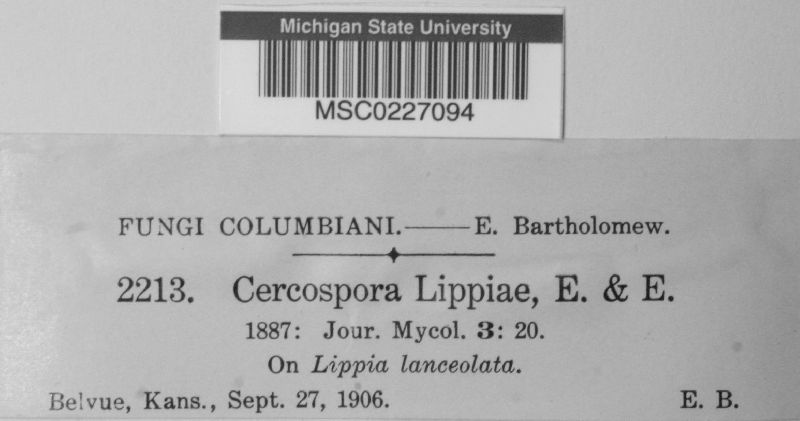 Michigan State University
MSC0227094
FUNGI COLUMBIANI.——E. Bartholomew.
2213. Cercospora Lippiae, E. & E.
1887: Jour. Mycol. 3: 20.
On Lippia lanceolata.
Belvue, Kans., Sept. 27, 1906. E. B.